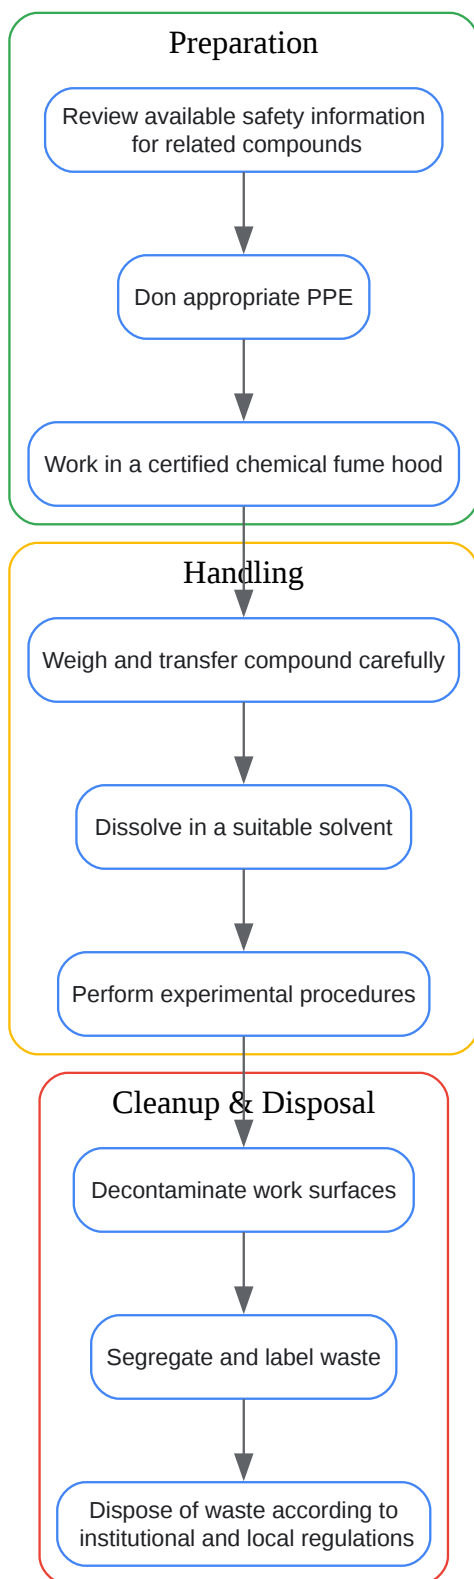 Preparation
Review available safety information
for related compounds
Don appropriate PPE
Work in a certified chemical fume hood
Handling
Weigh and transfer compound carefully
Dissolve in a suitable solvent
Perform experimental procedures
Cleanup & Disposal
Decontaminate work surfaces
Segregate and label waste
Dispose of waste according to
institutional and local regulations